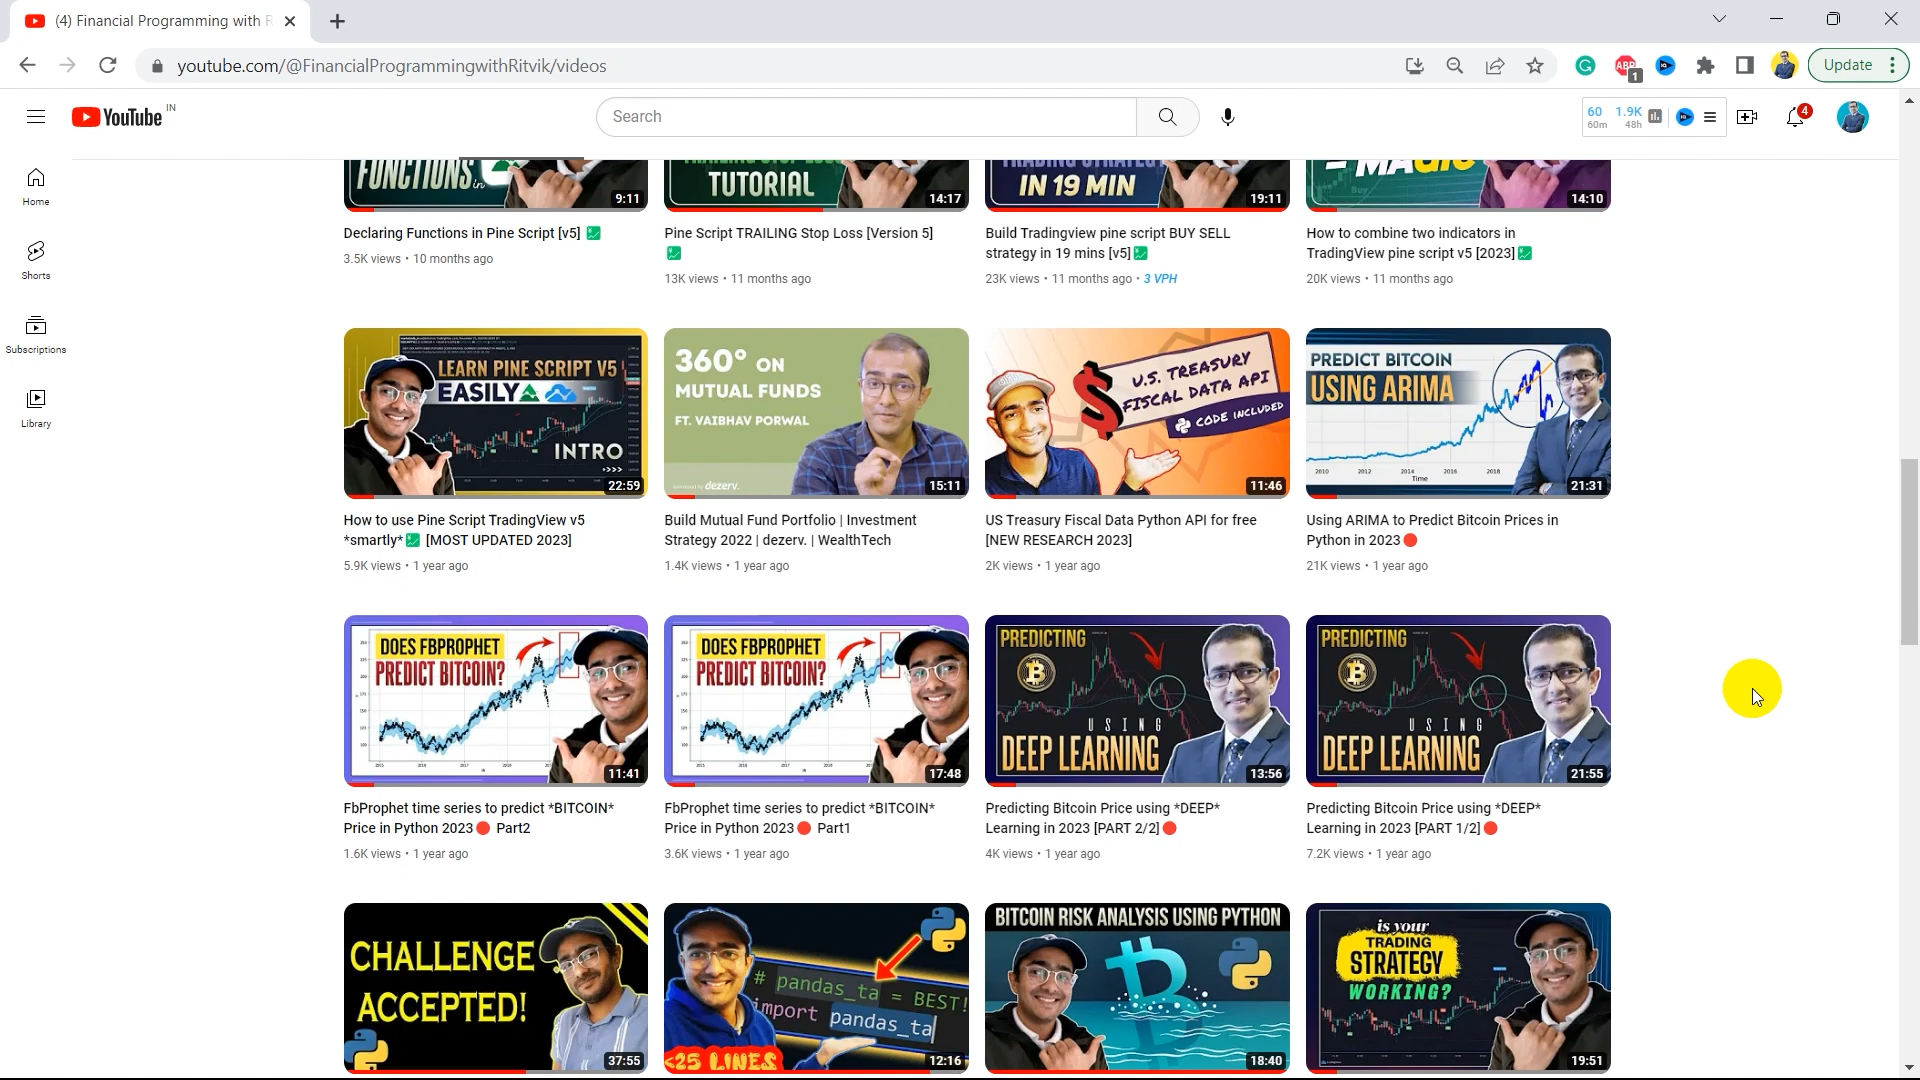 (4) Financial Programming with R
youtube.com/@FinancialProgrammingwithRitvik/videos
ABP
1
Update
YouTube IN
Search
60 1.9K
60m 48h
4
Home
Shorts
Subscriptions
Library
FUNCTIONS in
9:11
Declaring Functions in Pine Script [v5]
3.5K views • 10 months ago
TRAILING STOP LOSS
TUTORIAL
14:17
Pine Script TRAILING Stop Loss [Version 5]
13K views • 11 months ago
TRADING STRATEGY
IN 19 MIN
19:11
Build Tradingview pine script BUY SELL
strategy in 19 mins [v5]
23K views • 11 months ago • 3 VPH
= MAGIC
Buy
14:10
How to combine two indicators in
TradingView pine script v5 [2023]
20K views • 11 months ago
LEARN PINE SCRIPT V5
EASILY
INTRO
>>>
22:59
How to use Pine Script TradingView v5
*smartly* [MOST UPDATED 2023]
5.9K views • 1 year ago
360° ON
MUTUAL FUNDS
FT. VAIBHAV PORWAL
dezerv.
15:11
Build Mutual Fund Portfolio | Investment
Strategy 2022 | dezerv. | WealthTech
1.4K views • 1 year ago
$ U.S. TREASURY
FISCAL DATA API
CODE INCLUDED
11:46
US Treasury Fiscal Data Python API for free
[NEW RESEARCH 2023]
2K views • 1 year ago
PREDICT BITCOIN
USING ARIMA
2010 2012 2014 2016 2018
Time
21:31
Using ARIMA to Predict Bitcoin Prices in
Python in 2023
21K views • 1 year ago
DOES FBPROPHET
PREDICT BITCOIN?
11:41
FbProphet time series to predict *BITCOIN*
Price in Python 2023 Part2
1.6K views • 1 year ago
DOES FBPROPHET
PREDICT BITCOIN?
17:48
FbProphet time series to predict *BITCOIN*
Price in Python 2023 Part1
3.6K views • 1 year ago
PREDICTING
USING
DEEP LEARNING
13:56
Predicting Bitcoin Price using *DEEP*
Learning in 2023 [PART 2/2]
4K views • 1 year ago
PREDICTING
USING
DEEP LEARNING
21:55
Predicting Bitcoin Price using *DEEP*
Learning in 2023 [PART 1/2]
7.2K views • 1 year ago
CHALLENGE
ACCEPTED!
37:55
# pandas_ta = BEST!
import pandas_ta
<25 LINES
12:16
BITCOIN RISK ANALYSIS USING PYTHON
18:40
is your
TRADING
STRATEGY
WORKING?
19:51